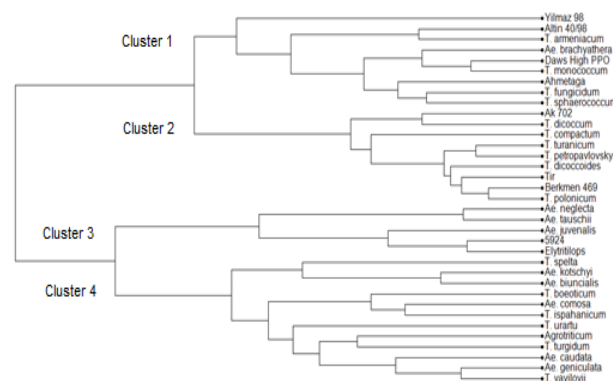 Yilmaz 98
Cluster 1
Altin 40/98
T. armeniacum
Ae. brachyathera
Daws High PPO
T. monococcum
Ahmetaga
T. fungicidum
T. sphaerococcur
Ak 702
Cluster 2
T. dicoccum
T. compactum
T. turanicum
T. petropavlovsky
T. dicoccoides
Tir
Berkmen 469
T. polonicum
Ae. neglecta
Ae. tauschii
Ae. juvenalis
Cluster 3
5924
Elytritilops
T. spelta
Ae. kotschyi
Ae. biuncialis
Cluster 4
T. boeoticum
Ae. comosa
T. ispahanicum
T. urartu
Agrotriticum
T. turgidum
Ae. caudata
Ae. geniculata
T. vavilovii